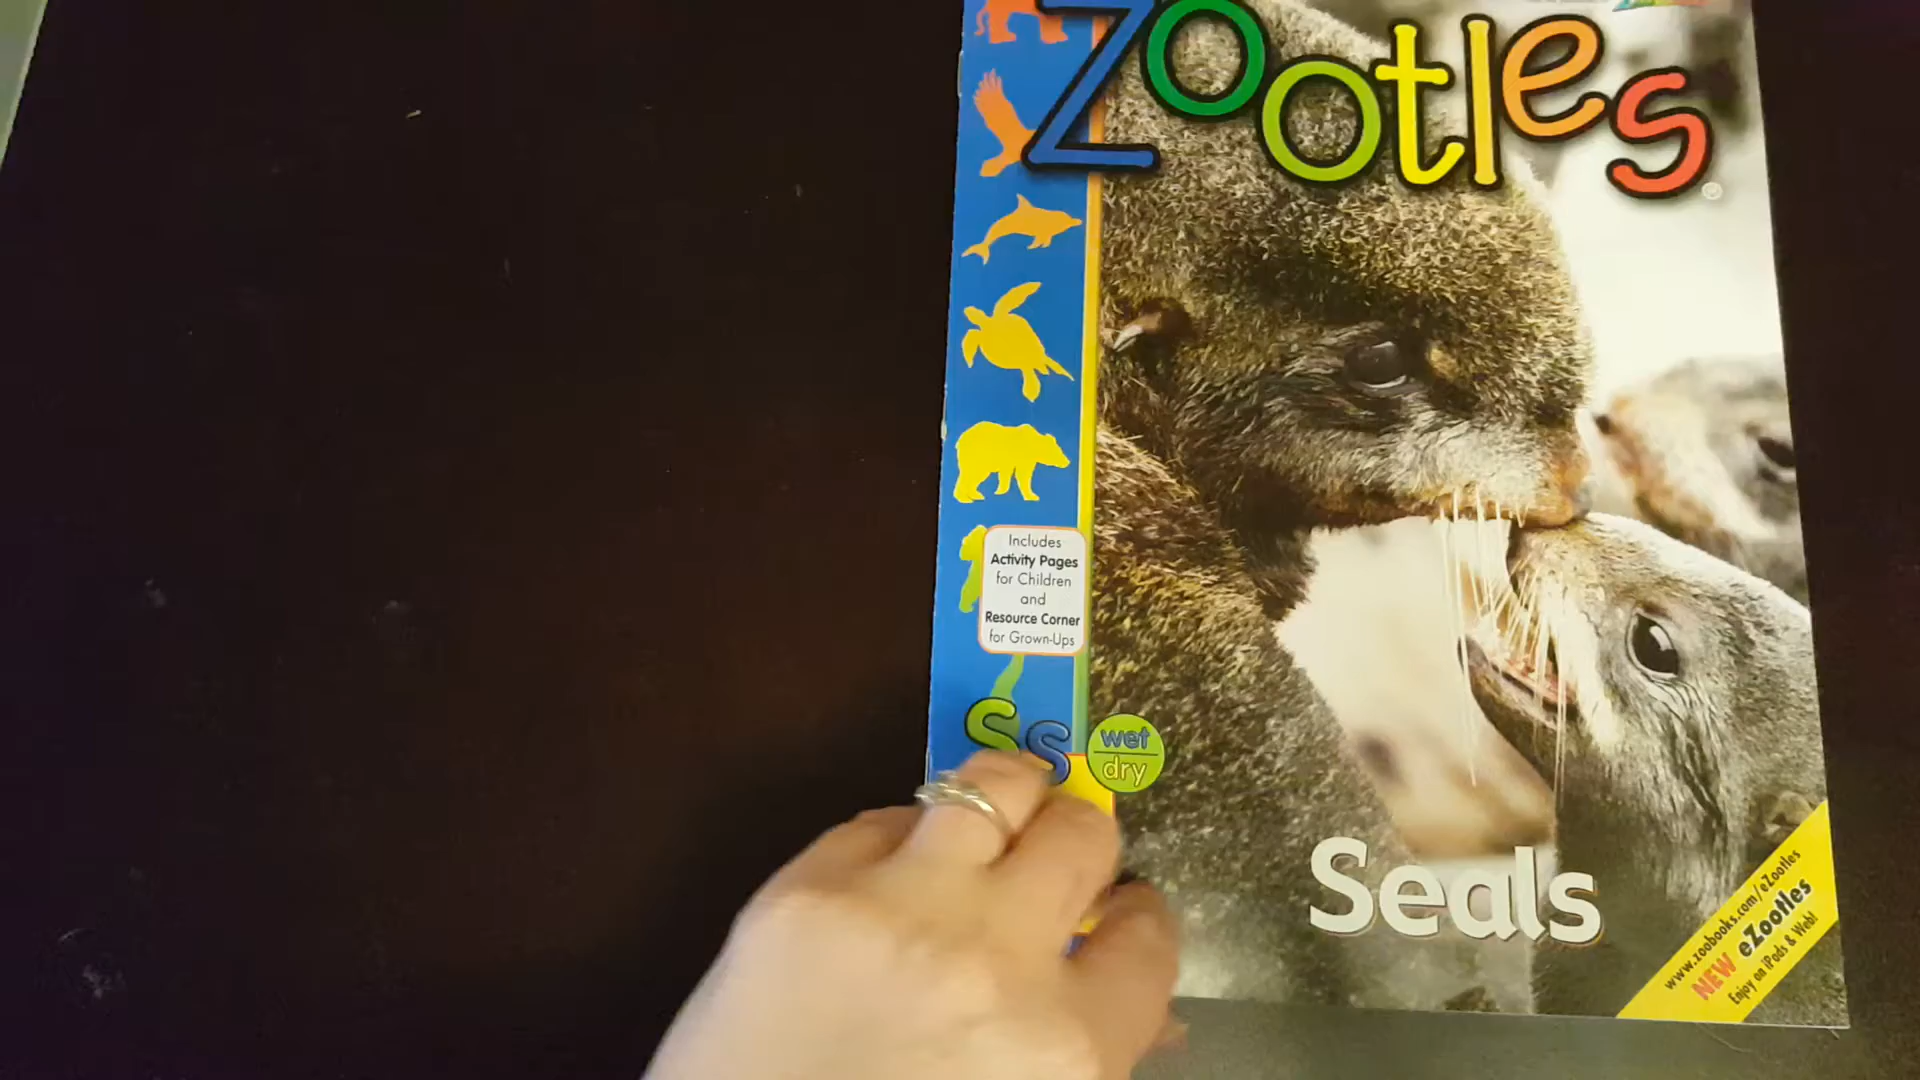 Zootles
®
Includes
Activity Pages
for Children
and
Resource Corner
for Grown-Ups
Ss
wet
dry
Seals
www.zoobooks.com/eZootles
NEW eZootles
Enjoy on iPads & Web!